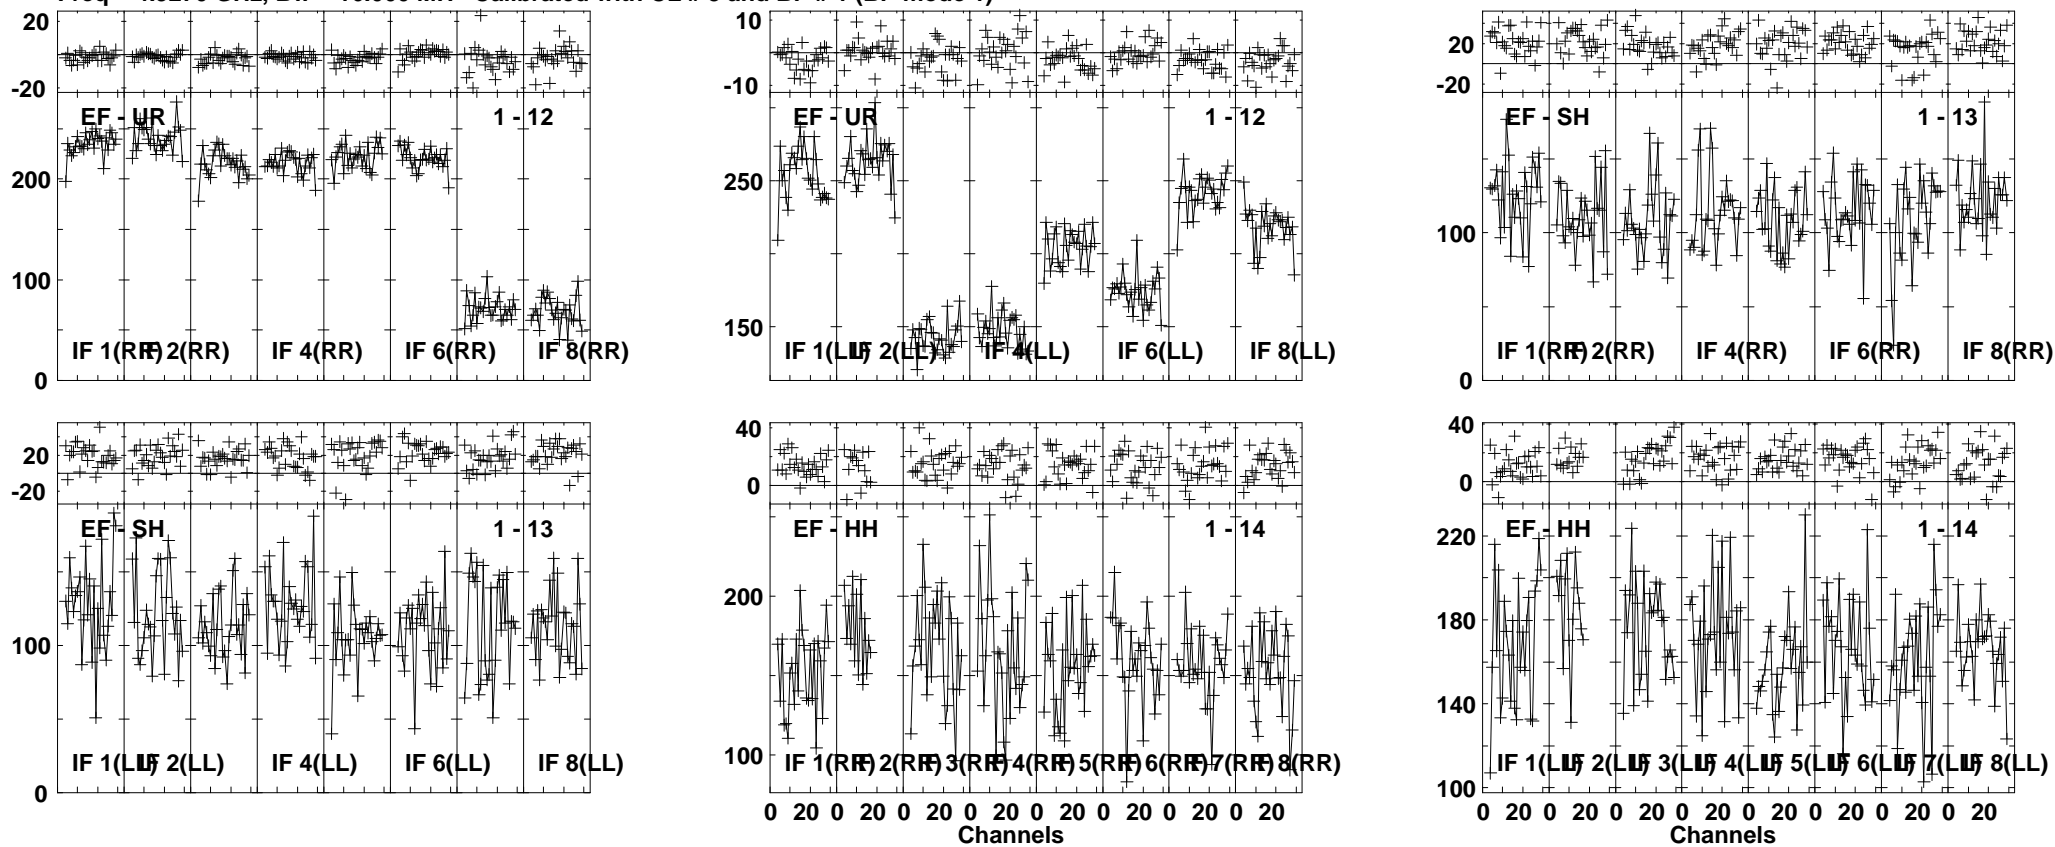 20
-20
EF - UR 1 - 12
200
100
0
IF 1(RR) IF 2(RR) IF 4(RR) IF 6(RR) IF 8(RR)
10
-10
EF - UR 1 - 12
250
150
IF 1(LL) IF 2(LL) IF 4(LL) IF 6(LL) IF 8(LL)
20
-20
EF - SH 1 - 13
100
0
IF 1(RR) IF 2(RR) IF 4(RR) IF 6(RR) IF 8(RR)
20
-20
EF - SH 1 - 13
100
0
IF 1(LL) IF 2(LL) IF 4(LL) IF 6(LL) IF 8(LL)
40
0
EF - HH 1 - 14
200
100
IF 1(RR) IF 2(RR) IF 3(RR) IF 4(RR) IF 5(RR) IF 6(RR) IF 7(RR) IF 8(RR)
0 20 0 20 0 20 0 20 0 20 0 20 0 20 0 20
Channels
40
0
EF - HH 1 - 14
220
180
140
100
IF 1(LL) IF 2(LL) IF 3(LL) IF 4(LL) IF 5(LL) IF 6(LL) IF 7(LL) IF 8(LL)
0 20 0 20 0 20 0 20 0 20 0 20 0 20 0 20
Channels